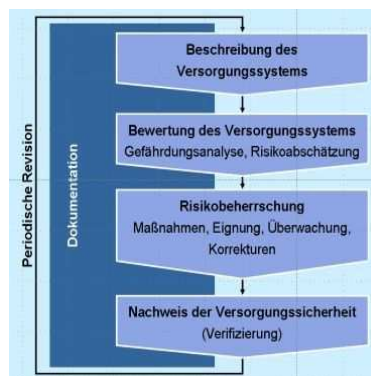 Periodische Revision
Dokumentation
Beschreibung des
Versorgungssystems
Bewertung des Versorgungssystems
Gefährdungsanalyse, Risikoabschätzung
Risikobeherrschung
Maßnahmen, Eignung, Überwachung,
Korrekturen
Nachweis der Versorgungssicherheit
(Verifizierung)